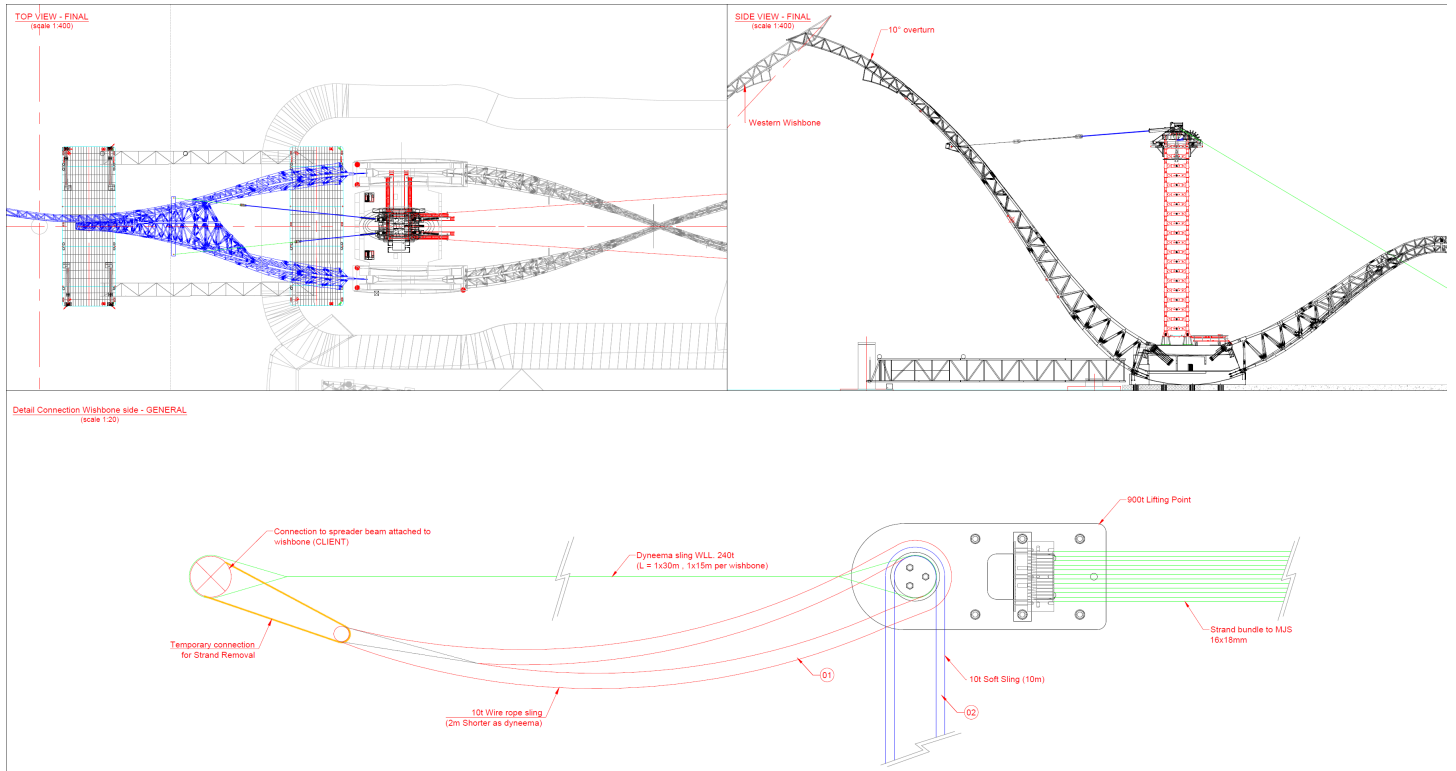 TOP VIEW - FINAL
(scale 1:400)
SIDE VIEW - FINAL
(scale 1:400)
10° overturn
Western Wishbone
Detail Connection Wishbone side - GENERAL
(scale 1:20)
Connection to spreader beam attached to
wishbone (CLIENT)
Dyneema sling WLL. 240t
(L = 1x30m , 1x15m per wishbone)
900t Lifting Point
Temporary connection
for Strand Removal
10t Wire rope sling
(2m Shorter as dyneema)
01
10t Soft Sling (10m)
02
Strand bundle to MJS
16x18mm